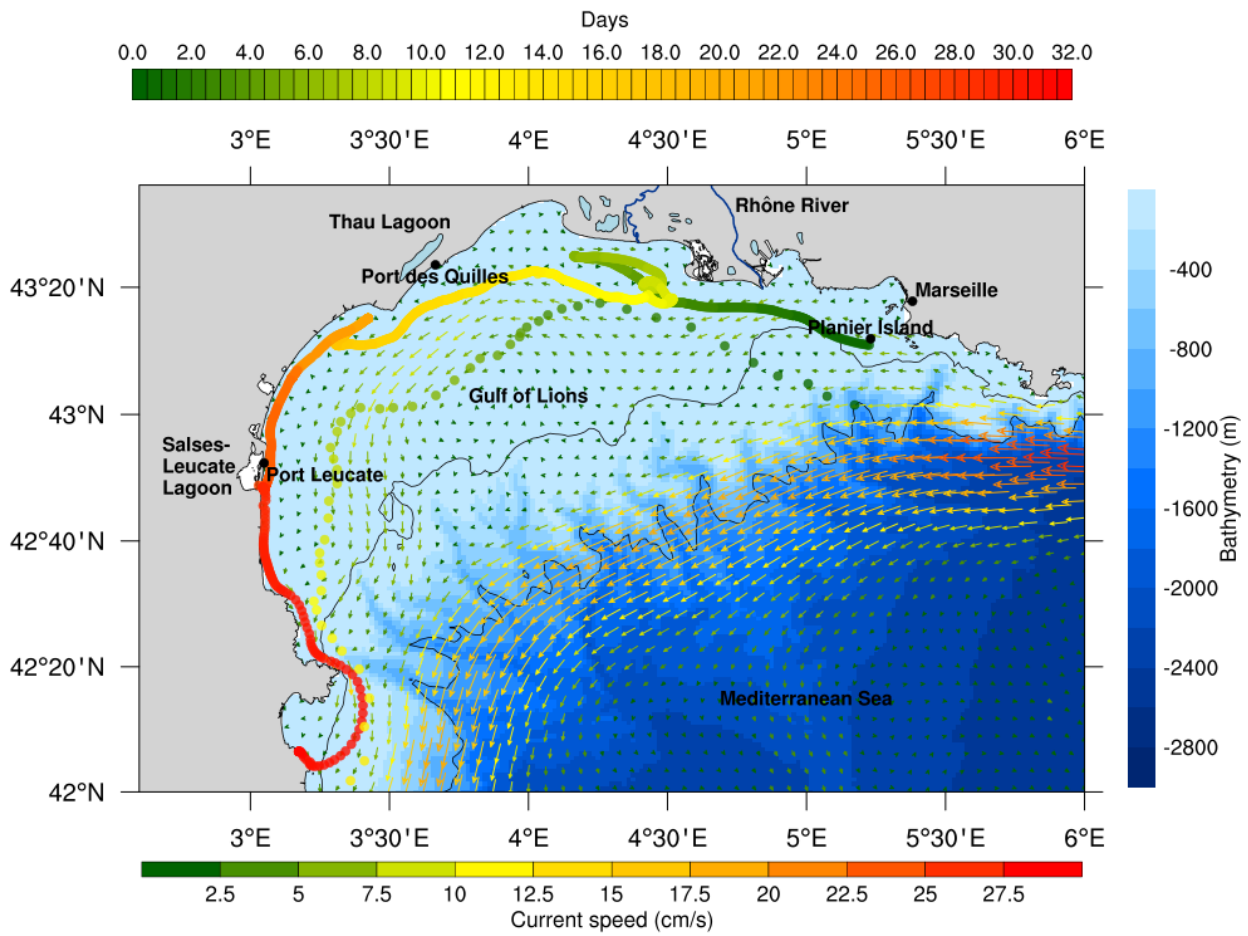 Days
0.0 2.0 4.0 6.0 8.0 10.0 12.0 14.0 16.0 18.0 20.0 22.0 24.0 26.0 28.0 30.0 32.0
3°E 3°30'E 4°E 4°30'E 5°E 5°30'E 6°E
Rhône River
Thau Lagoon
Port des Quilles
43°20'N
-400
Marseille
Planier Island
-800
Gulf of Lions
43°N
-1200
Salses-
Leucate
Lagoon
Port Leucate
-1600
42°40'N
Bathymetry (m)
-2000
42°20'N
-2400
Mediterranean Sea
-2800
42°N
3°E 3°30'E 4°E 4°30'E 5°E 5°30'E 6°E
2.5 5 7.5 10 12.5 15 17.5 20 22.5 25 27.5
Current speed (cm/s)